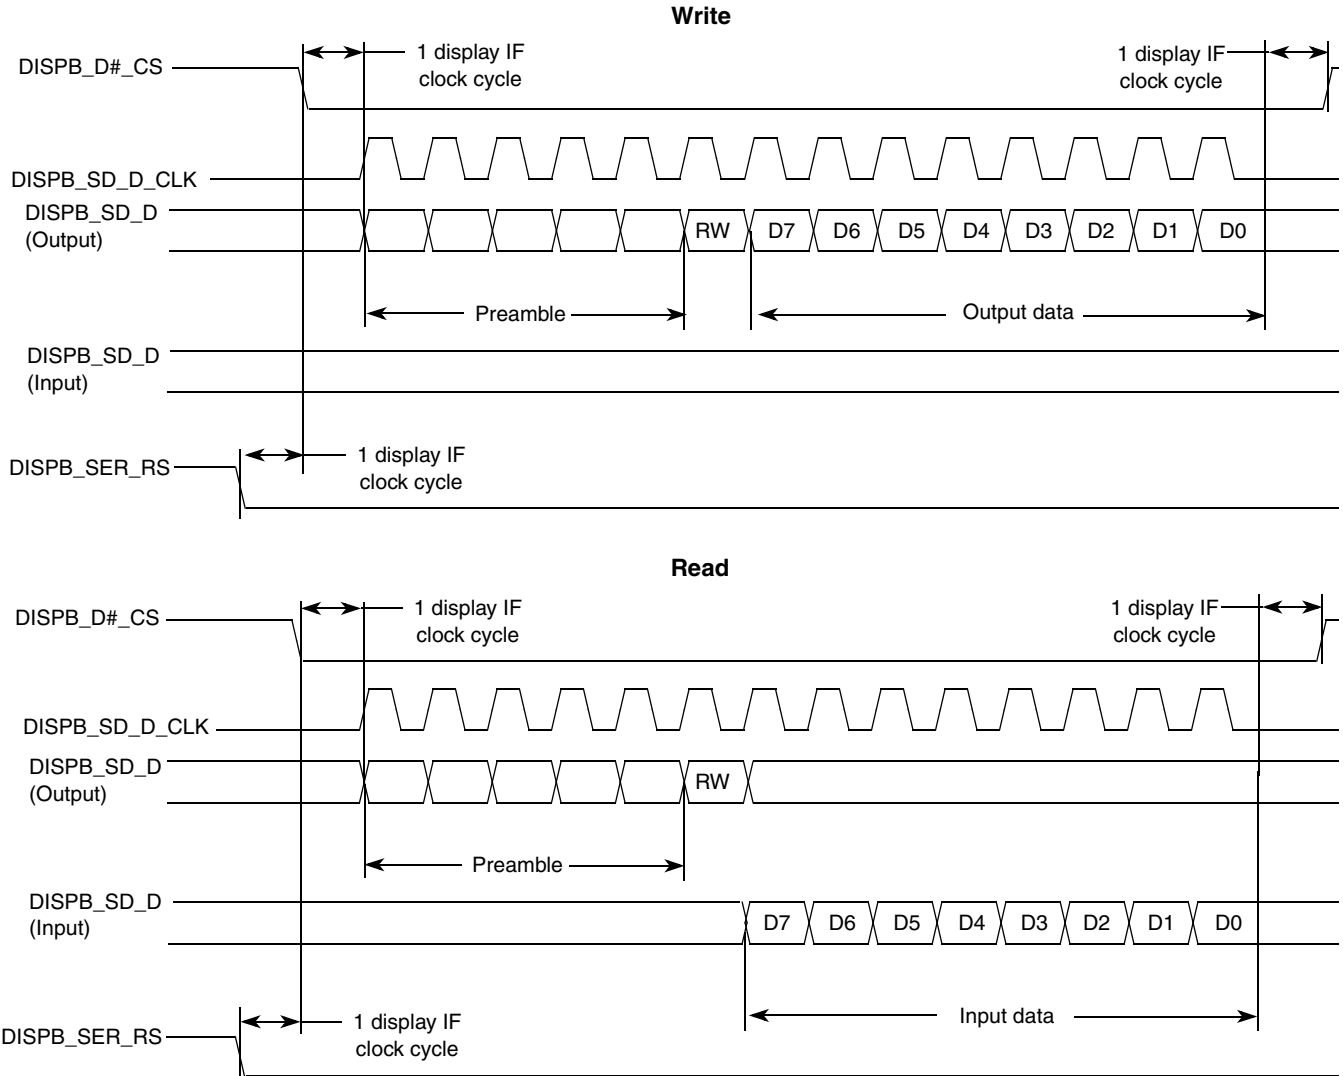 Write
1 display IF
clock cycle
1 display IF
clock cycle
DISPB_D#_CS
DISPB_SD_D_CLK
DISPB_SD_D
(Output)
RW D7 D6 D5 D4 D3 D2 D1 D0
Preamble
Output data
DISPB_SD_D
(Input)
DISPB_SER_RS
1 display IF
clock cycle
Read
1 display IF
clock cycle
1 display IF
clock cycle
DISPB_D#_CS
DISPB_SD_D_CLK
DISPB_SD_D
(Output)
RW
Preamble
DISPB_SD_D
(Input)
D7 D6 D5 D4 D3 D2 D1 D0
Input data
DISPB_SER_RS
1 display IF
clock cycle